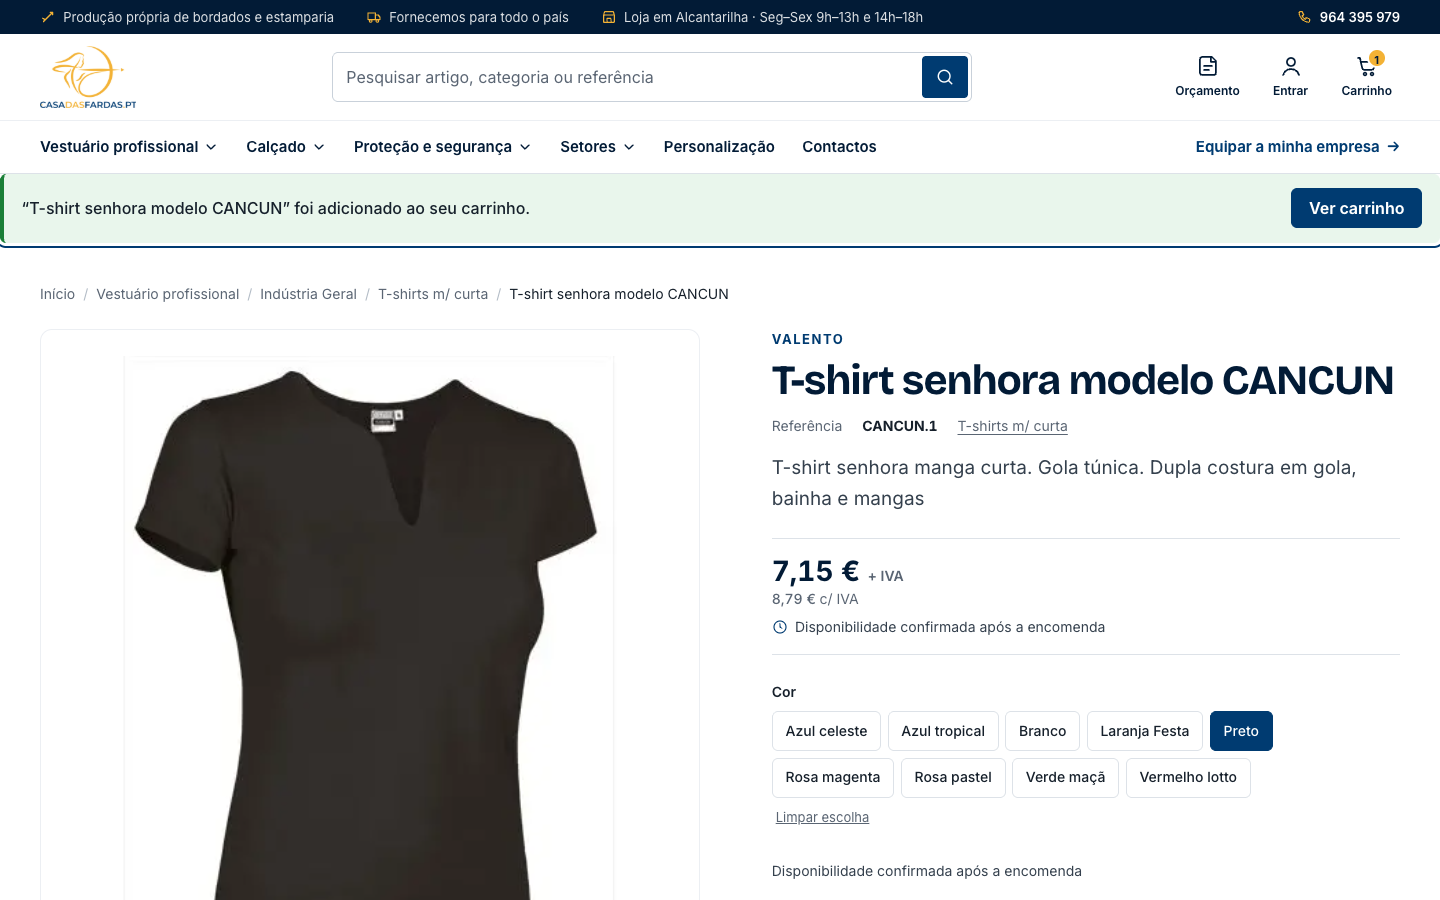 Produção própria de bordados e estamparia
Fornecemos para todo o país
Loja em Alcantarilha · Seg–Sex 9h–13h e 14h–18h
964 395 979
CASADASFARDAS.PT
Pesquisar artigo, categoria ou referência
Orçamento
Entrar
1
Carrinho
Vestuário profissional
Calçado
Proteção e segurança
Setores
Personalização
Contactos
Equipar a minha empresa
“T-shirt senhora modelo CANCUN” foi adicionado ao seu carrinho.
Ver carrinho
Início / Vestuário profissional / Indústria Geral / T-shirts m/ curta / T-shirt senhora modelo CANCUN
VALENTO
T-shirt senhora modelo CANCUN
Referência CANCUN.1 T-shirts m/ curta
T-shirt senhora manga curta. Gola túnica. Dupla costura em gola,
bainha e mangas
7,15 € + IVA
8,79 € c/ IVA
Disponibilidade confirmada após a encomenda
Cor
Azul celeste
Azul tropical
Branco
Laranja Festa
Preto
Rosa magenta
Rosa pastel
Verde maçã
Vermelho lotto
Limpar escolha
Disponibilidade confirmada após a encomenda